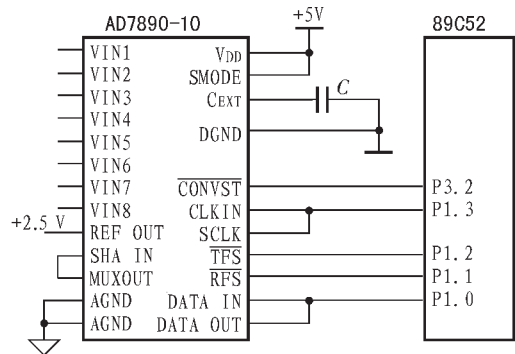 +5V
AD7890-10
89C52
VIN1
VIN2
VIN3
VIN4
VIN5
VIN6
VIN7
VIN8
+2.5 V
REF OUT
SHA IN
MUXOUT
AGND
AGND
VDD
SMODE
CEXT
C
DGND
CONVST
CLKIN
SCLK
TFS
RFS
DATA IN
DATA OUT
P3.2
P1.3
P1.2
P1.1
P1.0